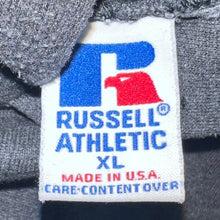 R
RUSSELL®
ATHLETIC
XL
MADE IN U.S.A.
CARE-CONTENT OVER